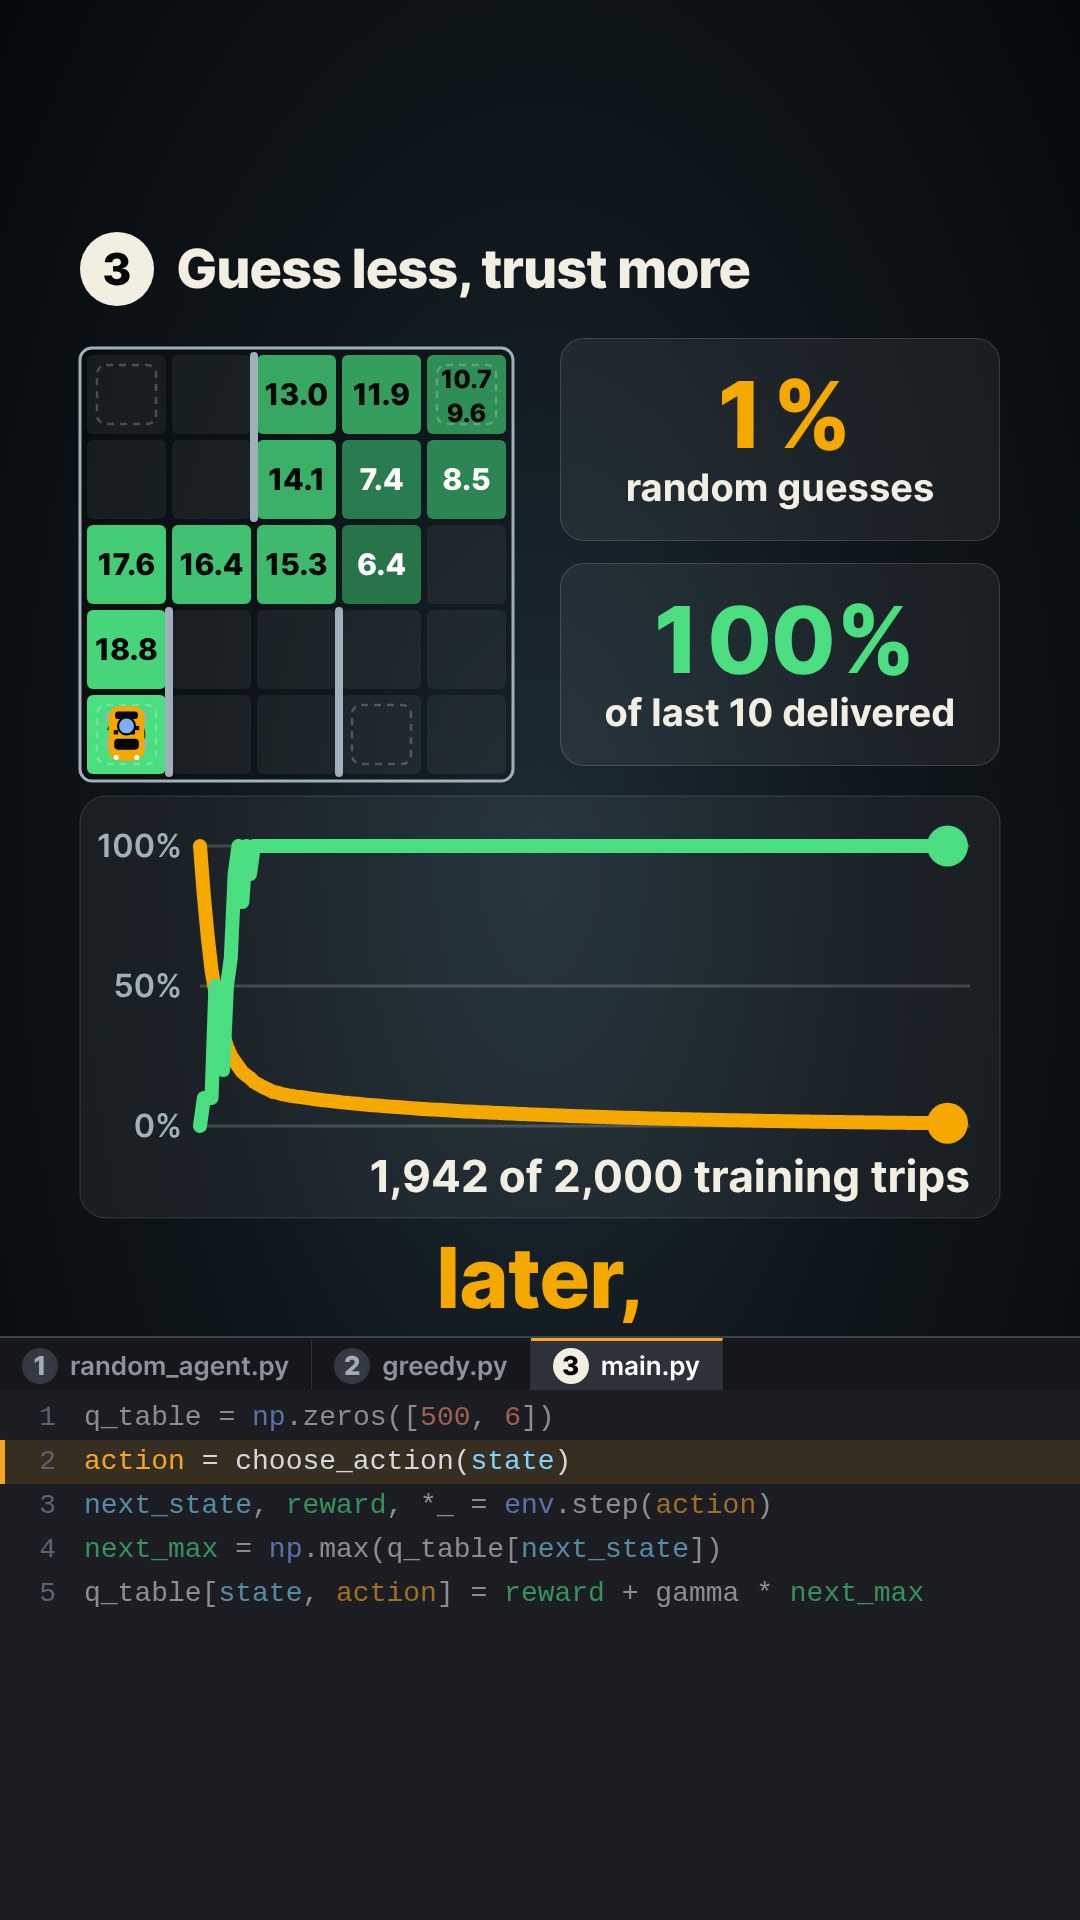 3 Guess less, trust more
13.0 11.9 10.7
9.6
14.1 7.4 8.5
17.6 16.4 15.3 6.4
18.8
1%
random guesses
100%
of last 10 delivered
100%
50%
0%
1,942 of 2,000 training trips
later,
1 random_agent.py 2 greedy.py 3 main.py
1 q_table = np.zeros([500, 6])
2 action = choose_action(state)
3 next_state, reward, *_ = env.step(action)
4 next_max = np.max(q_table[next_state])
5 q_table[state, action] = reward + gamma * next_max